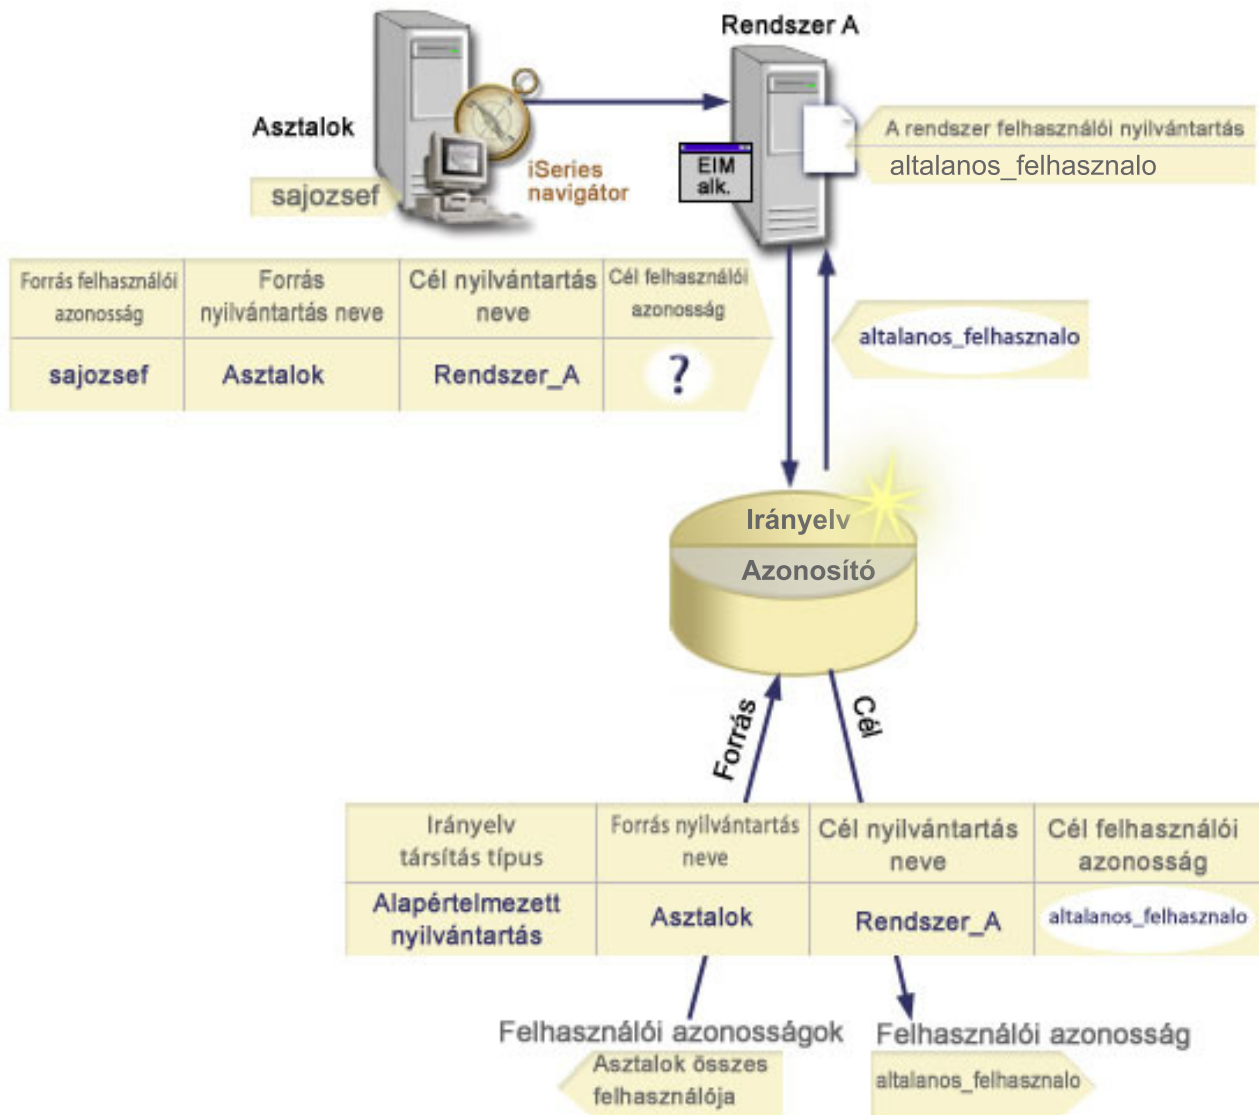 Rendszer A
Asztalok
sajozsef
iSeries
navigátor
EIM
alk.
A rendszer felhasználói nyilvántartás
altalanos_felhasznalo
Forrás felhasználói
azonosság
Forrás
nyilvántartás neve
Cél nyilvántartás
neve
Cél felhasználói
azonosság
sajozsef
Asztalok
Rendszer_A
?
altalanos_felhasznalo
Irányelv
Azonosító
Forrás
Cél
Irányelv
társítás típus
Forrás nyilvántartás
neve
Cél nyilvántartás
neve
Cél felhasználói
azonosság
Alapértelmezett
nyilvántartás
Asztalok
Rendszer_A
altalanos_felhasznalo
Felhasználói azonosságok
Asztalok összes
felhasználója
Felhasználói azonosság
altalanos_felhasznalo